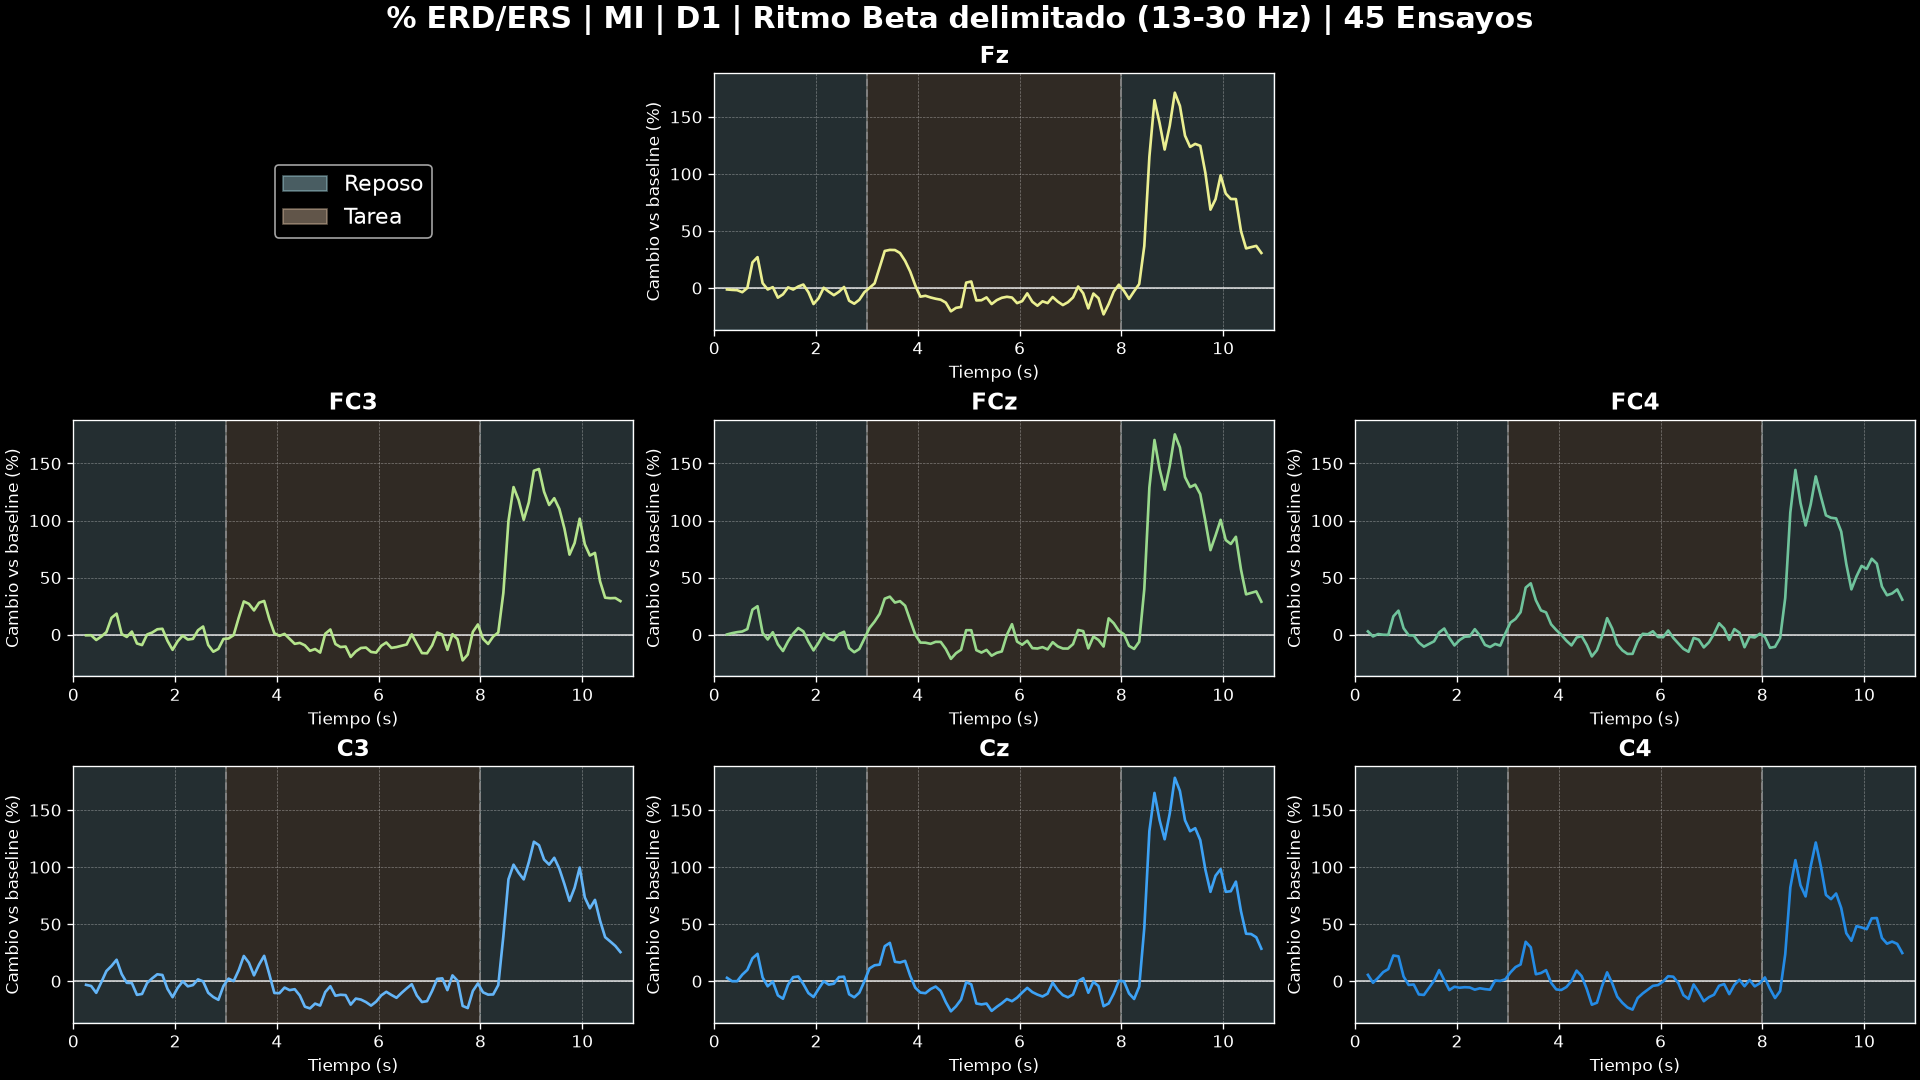 % ERD/ERS | MI | D1 | Ritmo Beta delimitado (13-30 Hz) | 45 Ensayos
Reposo
Tarea
Fz
Cambio vs baseline (%)
150
100
50
0
0 2 4 6 8 10
Tiempo (s)
FC3
Cambio vs baseline (%)
150
100
50
0
0 2 4 6 8 10
Tiempo (s)
FCz
Cambio vs baseline (%)
150
100
50
0
0 2 4 6 8 10
Tiempo (s)
FC4
Cambio vs baseline (%)
150
100
50
0
0 2 4 6 8 10
Tiempo (s)
C3
Cambio vs baseline (%)
150
100
50
0
0 2 4 6 8 10
Tiempo (s)
Cz
Cambio vs baseline (%)
150
100
50
0
0 2 4 6 8 10
Tiempo (s)
C4
Cambio vs baseline (%)
150
100
50
0
0 2 4 6 8 10
Tiempo (s)